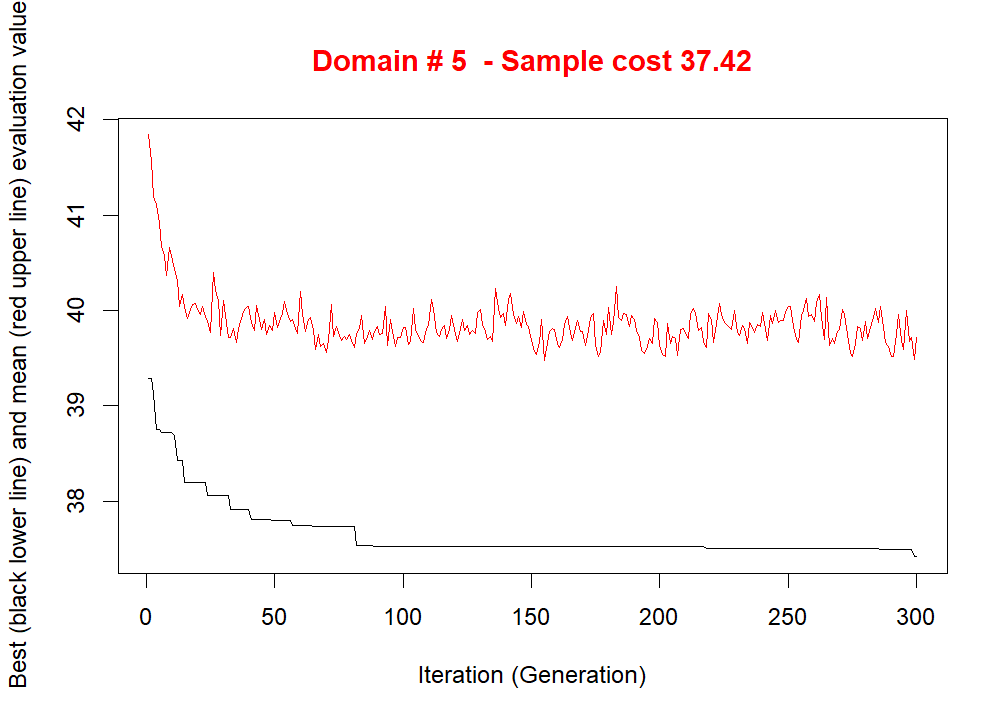 Domain # 5  - Sample cost 37.42
Best (black lower line) and mean (red upper line) evaluation value
42
41
40
39
38
0 50 100 150 200 250 300
Iteration (Generation)